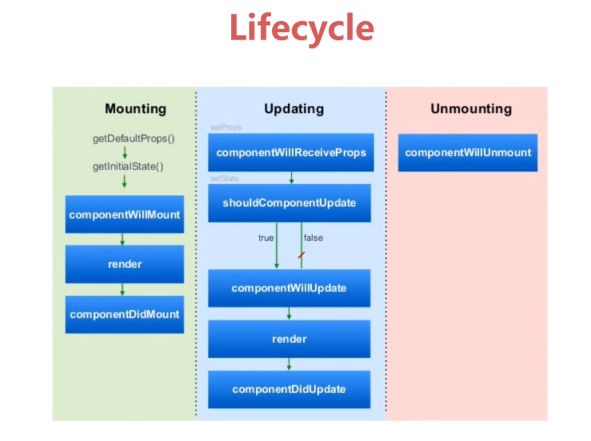 Lifecycle
Mounting
getDefaultProps()
getInitialState()
componentWillMount
render
componentDidMount
Updating
setProps
componentWillReceiveProps
setState
shouldComponentUpdate
true
false
componentWillUpdate
render
componentDidUpdate
Unmounting
componentWillUnmount